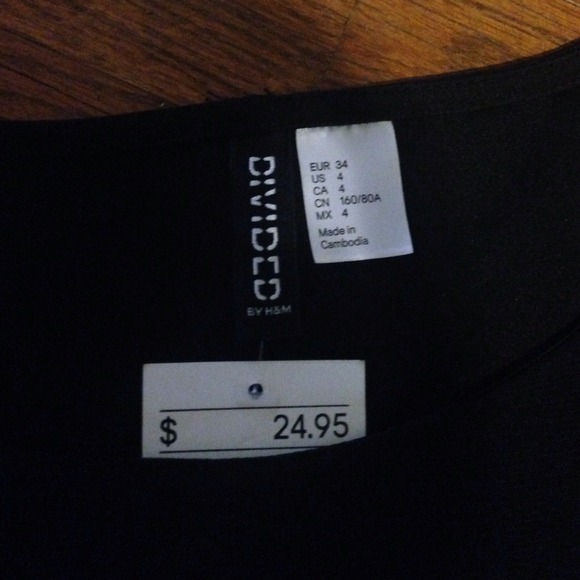 DIVIDED
BY H&M
EUR 34
US 4
CA 4
CN 160/80A
MX 4
Made in
Cambodia
$ 24.95